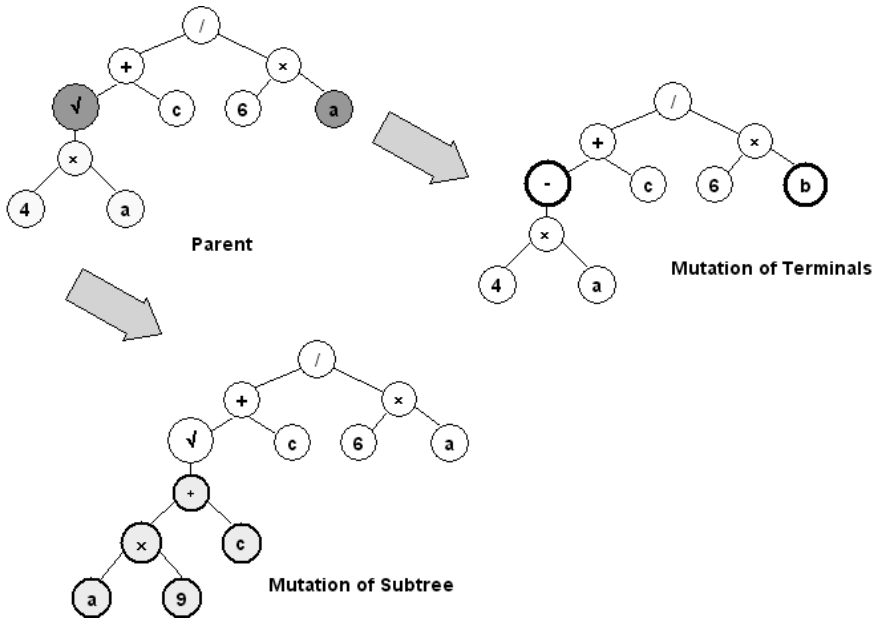 /
+ ×
√ c 6 a
×
4 a
Parent
/
+ ×
- c 6 b
×
4 a
Mutation of Terminals
/
+ ×
√ c 6 a
+
× c
a 9
Mutation of Subtree